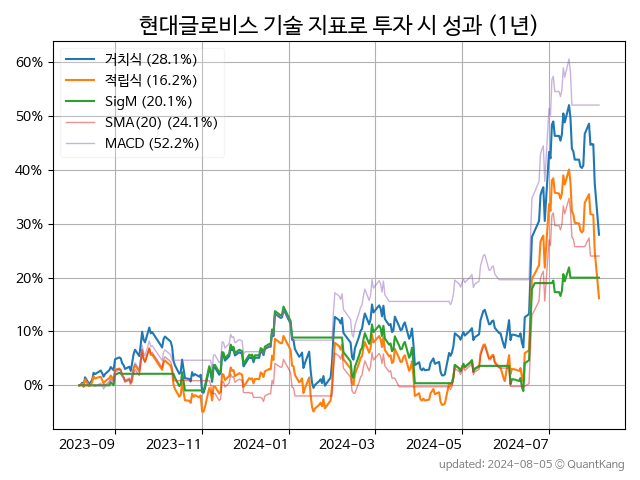 현대글로비스 기술 지표로 투자 시 성과 (1년)
거치식 (28.1%)
적립식 (16.2%)
SigM (20.1%)
SMA(20) (24.1%)
MACD (52.2%)
60%
50%
40%
30%
20%
10%
0%
2023-09 2023-11 2024-01 2024-03 2024-05 2024-07
updated: 2024-08-05 © QuantKang